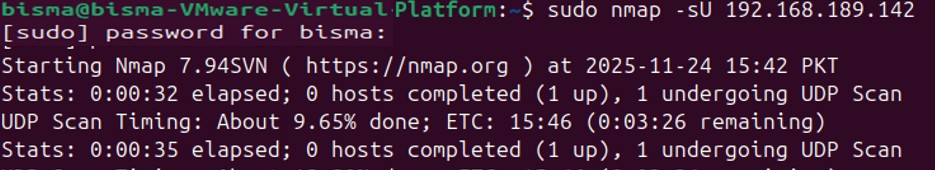 bisma@bisma-VMware-Virtual-Platform:~$ sudo nmap -sU 192.168.189.142
[sudo] password for bisma:
Starting Nmap 7.94SVN ( https://nmap.org ) at 2025-11-24 15:42 PKT
Stats: 0:00:32 elapsed; 0 hosts completed (1 up), 1 undergoing UDP Scan
UDP Scan Timing: About 9.65% done; ETC: 15:46 (0:03:26 remaining)
Stats: 0:00:35 elapsed; 0 hosts completed (1 up), 1 undergoing UDP Scan